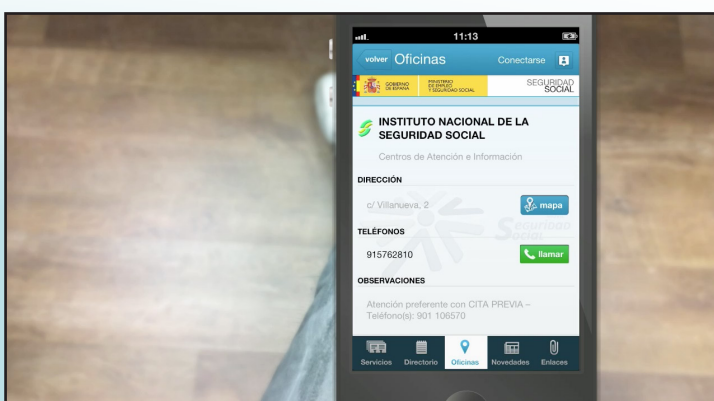 11:13
volver Oficinas Conectarse
GOBIERNO
DE ESPAÑA
MINISTERIO
DE EMPLEO
Y SEGURIDAD SOCIAL
SEGURIDAD
SOCIAL
INSTITUTO NACIONAL DE LA
SEGURIDAD SOCIAL
Centros de Atención e Información
DIRECCIÓN
c/ Villanueva, 2 mapa
Seguridad
Social
TELÉFONOS
915762810 llamar
OBSERVACIONES
Atención preferente con CITA PREVIA –
Teléfono(s): 901 106570
Servicios Directorio Oficinas Novedades Enlaces